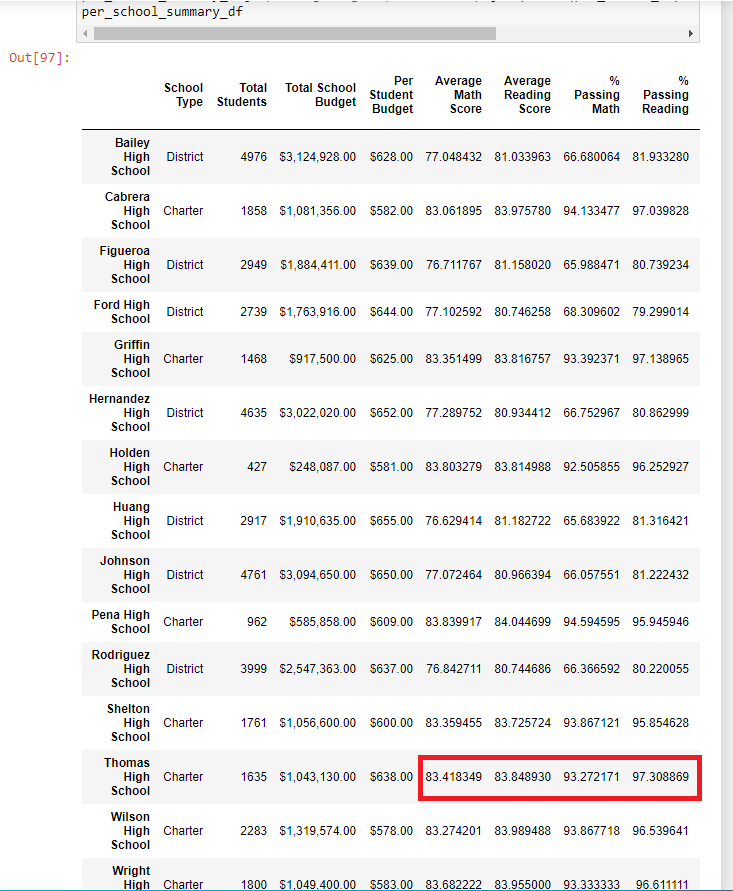 per_school_summary_df
Out[97]:
School Type Total Students Total School Budget Per Student Budget Average Math Score Average Reading Score % Passing Math % Passing Reading
Bailey High School District 4976 $3,124,928.00 $628.00 77.048432 81.033963 66.680064 81.933280
Cabrera High School Charter 1858 $1,081,356.00 $582.00 83.061895 83.975780 94.133477 97.039828
Figueroa High School District 2949 $1,884,411.00 $639.00 76.711767 81.158020 65.988471 80.739234
Ford High School District 2739 $1,763,916.00 $644.00 77.102592 80.746258 68.309602 79.299014
Griffin High School Charter 1468 $917,500.00 $625.00 83.351499 83.816757 93.392371 97.138965
Hernandez High School District 4635 $3,022,020.00 $652.00 77.289752 80.934412 66.752967 80.862999
Holden High School Charter 427 $248,087.00 $581.00 83.803279 83.814988 92.505855 96.252927
Huang High School District 2917 $1,910,635.00 $655.00 76.629414 81.182722 65.683922 81.316421
Johnson High School District 4761 $3,094,650.00 $650.00 77.072464 80.966394 66.057551 81.222432
Pena High School Charter 962 $585,858.00 $609.00 83.839917 84.044699 94.594595 95.945946
Rodriguez High School District 3999 $2,547,363.00 $637.00 76.842711 80.744686 66.366592 80.220055
Shelton High School Charter 1761 $1,056,600.00 $600.00 83.359455 83.725724 93.867121 95.854628
Thomas High School Charter 1635 $1,043,130.00 $638.00 83.418349 83.848930 93.272171 97.308869
Wilson High School Charter 2283 $1,319,574.00 $578.00 83.274201 83.989488 93.867718 96.539641
Wright High Charter 1800 $1,049,400.00 $583.00 83.682222 83.955000 93.333333 96.611111